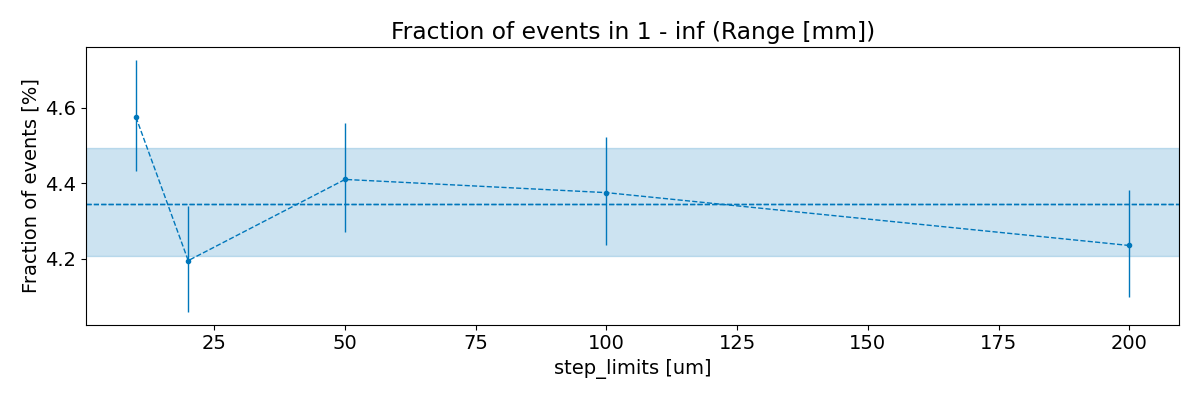 Fraction of events in 1 - inf (Range [mm])
Fraction of events [%]
4.6
4.4
4.2
25 50 75 100 125 150 175 200
step_limits [um]